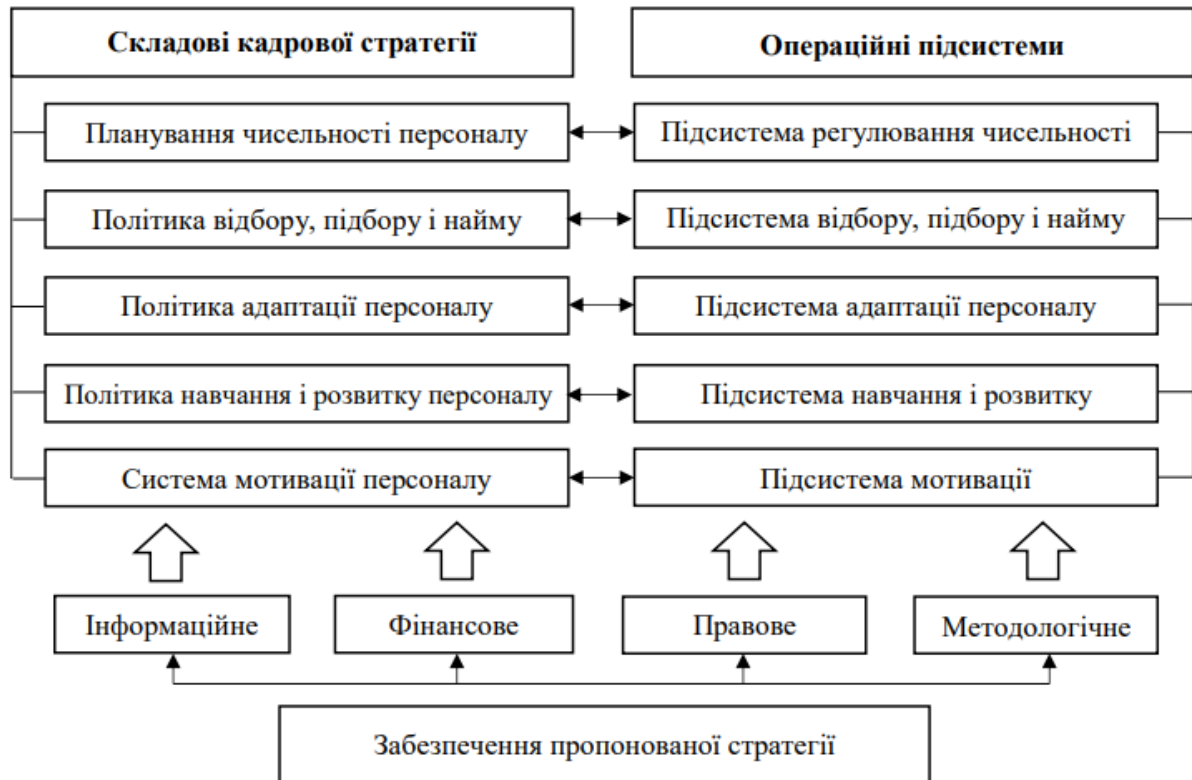 Складові кадрової стратегії
Операційні підсистеми
Планування чисельності персоналу
Підсистема регулювання чисельності
Політика відбору, підбору і найму
Підсистема відбору, підбору і найму
Політика адаптації персоналу
Підсистема адаптації персоналу
Політика навчання і розвитку персоналу
Підсистема навчання і розвитку
Система мотивації персоналу
Підсистема мотивації
Інформаційне
Фінансове
Правове
Методологічне
Забезпечення пропонованої стратегії